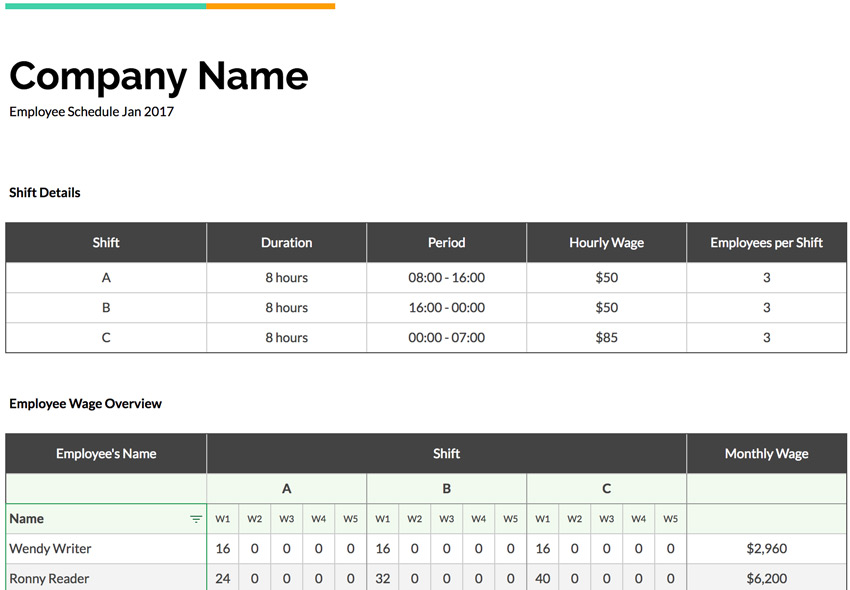 Company Name
Employee Schedule Jan 2017
Shift Details
Shift Duration Period Hourly Wage Employees per Shift
A 8 hours 08:00 - 16:00 $50 3
B 8 hours 16:00 - 00:00 $50 3
C 8 hours 00:00 - 07:00 $85 3
Employee Wage Overview
Employee's Name Shift Monthly Wage
A B C
Name W1 W2 W3 W4 W5 W1 W2 W3 W4 W5 W1 W2 W3 W4 W5
Wendy Writer 16 0 0 0 0 16 0 0 0 0 16 0 0 0 0 $2,960
Ronny Reader 24 0 0 0 0 32 0 0 0 0 40 0 0 0 0 $6,200